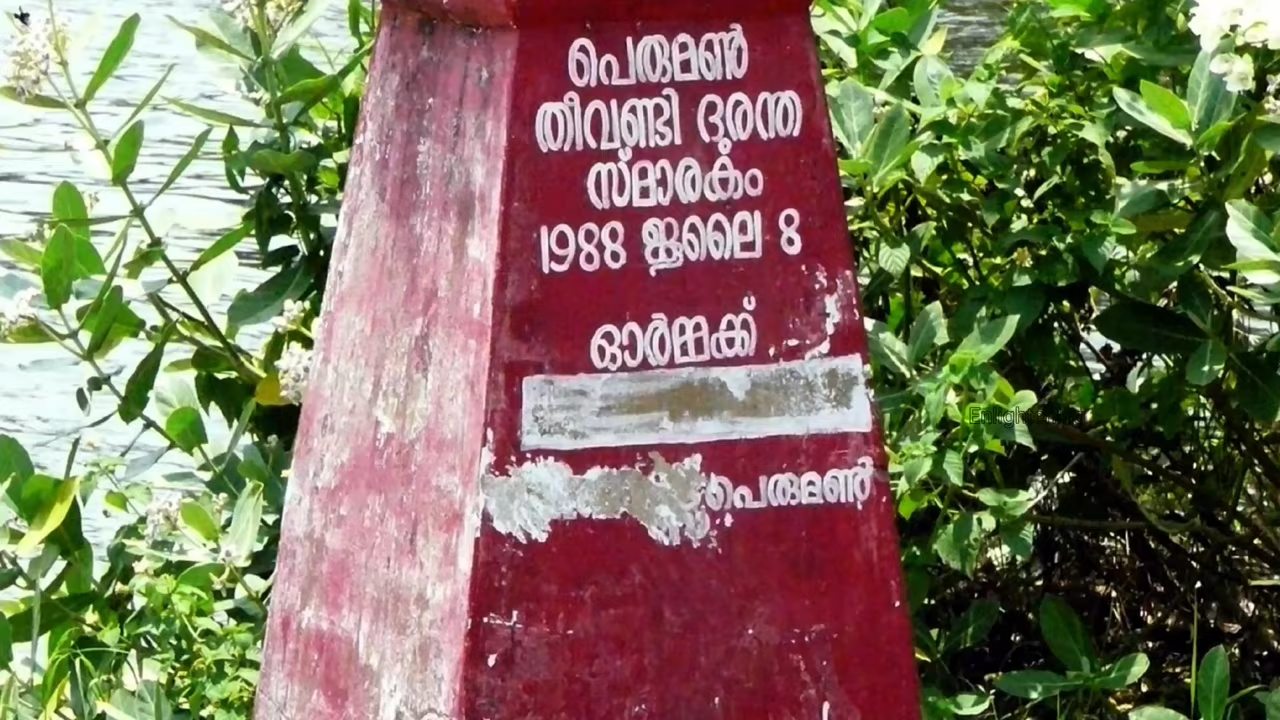 പെരുമൺ
തീവണ്ടി ദുരന്ത
സ്മാരകം
1988 ജൂലൈ 8
ഓർമ്മക്ക്
പെരുമൺ